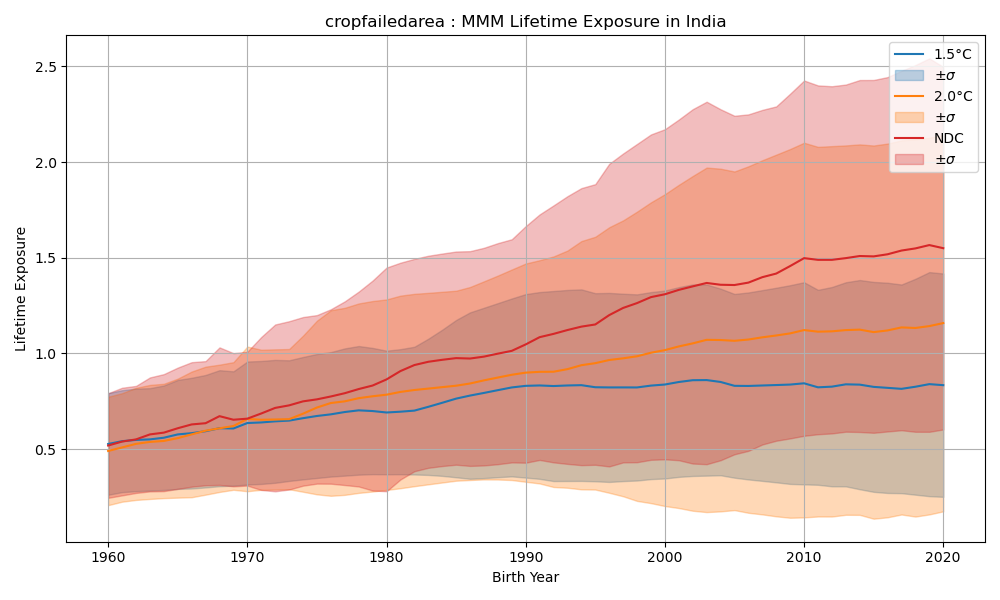 cropfailedarea : MMM Lifetime Exposure in India
Lifetime Exposure
2.5
2.0
1.5
1.0
0.5
1960
1970
1980
1990
2000
2010
2020
Birth Year
1.5°C
±σ
2.0°C
±σ
NDC
±σ